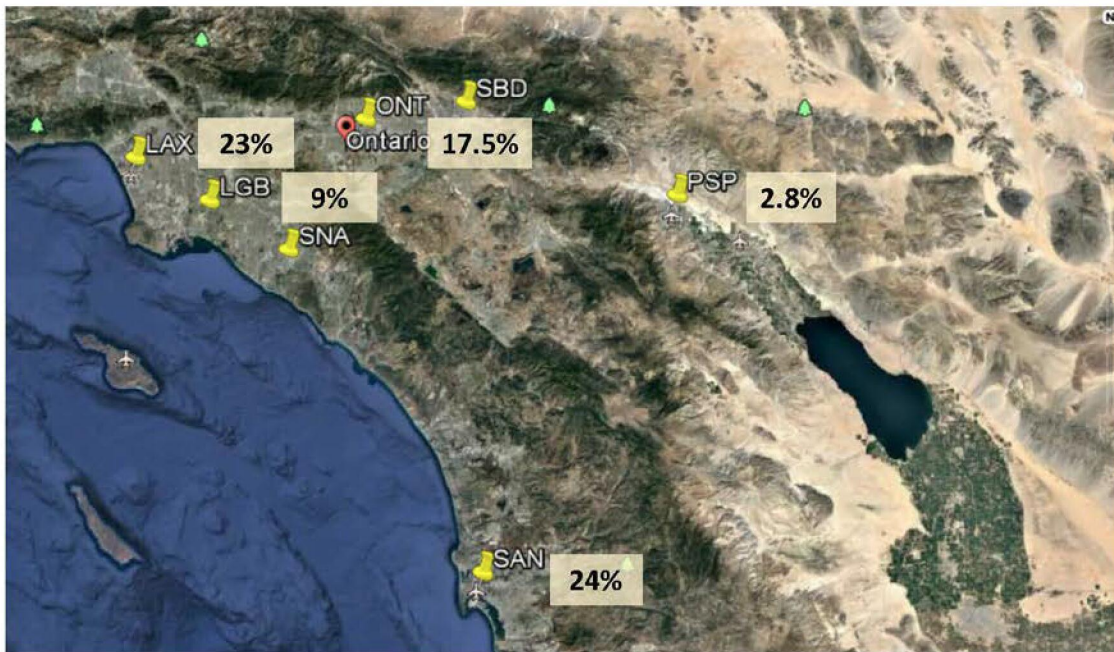 SBD
ONT
LAX
23%
Ontario
17.5%
LGB
9%
PSP
2.8%
SNA
SAN
24%